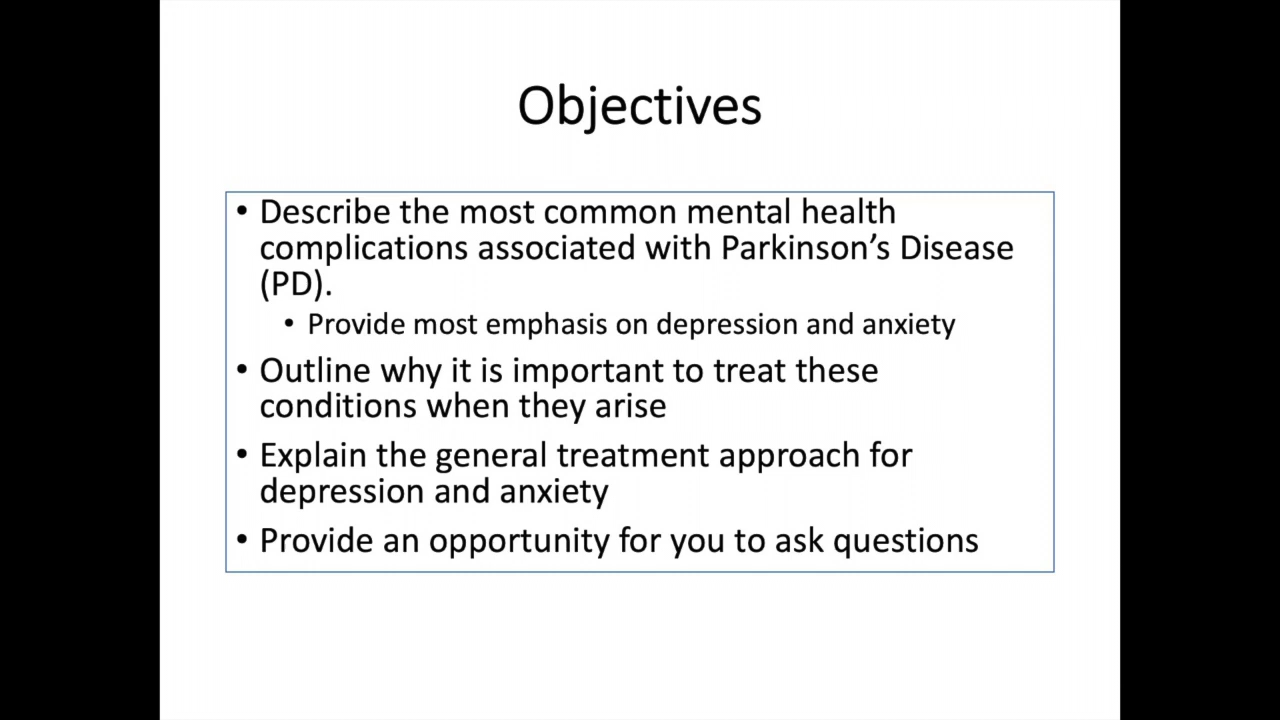 Objectives
• Describe the most common mental health
complications associated with Parkinson’s Disease
(PD).
• Provide most emphasis on depression and anxiety
• Outline why it is important to treat these
conditions when they arise
• Explain the general treatment approach for
depression and anxiety
• Provide an opportunity for you to ask questions